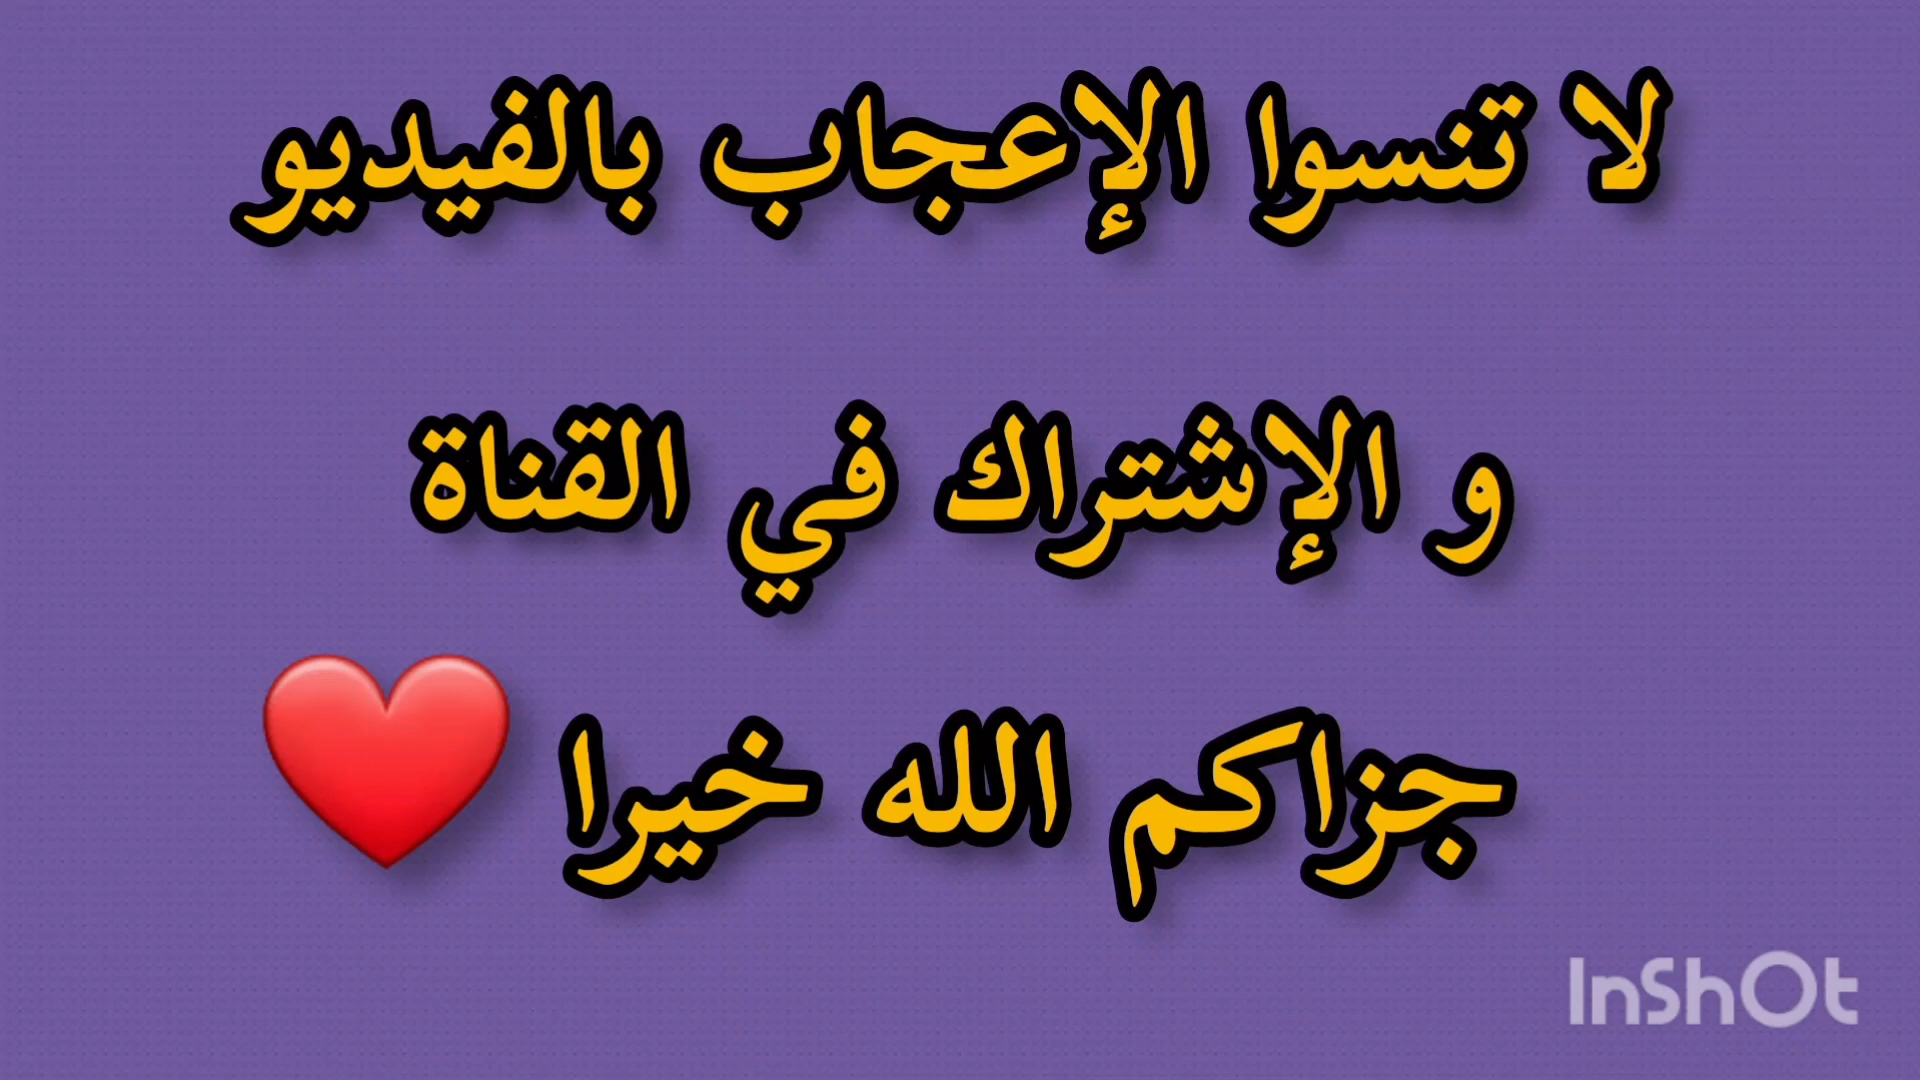 لا تنسوا الإعجاب بالفيديو
و الإشتراك في القناة
جزاكم الله خيرا ❤️
InShOt